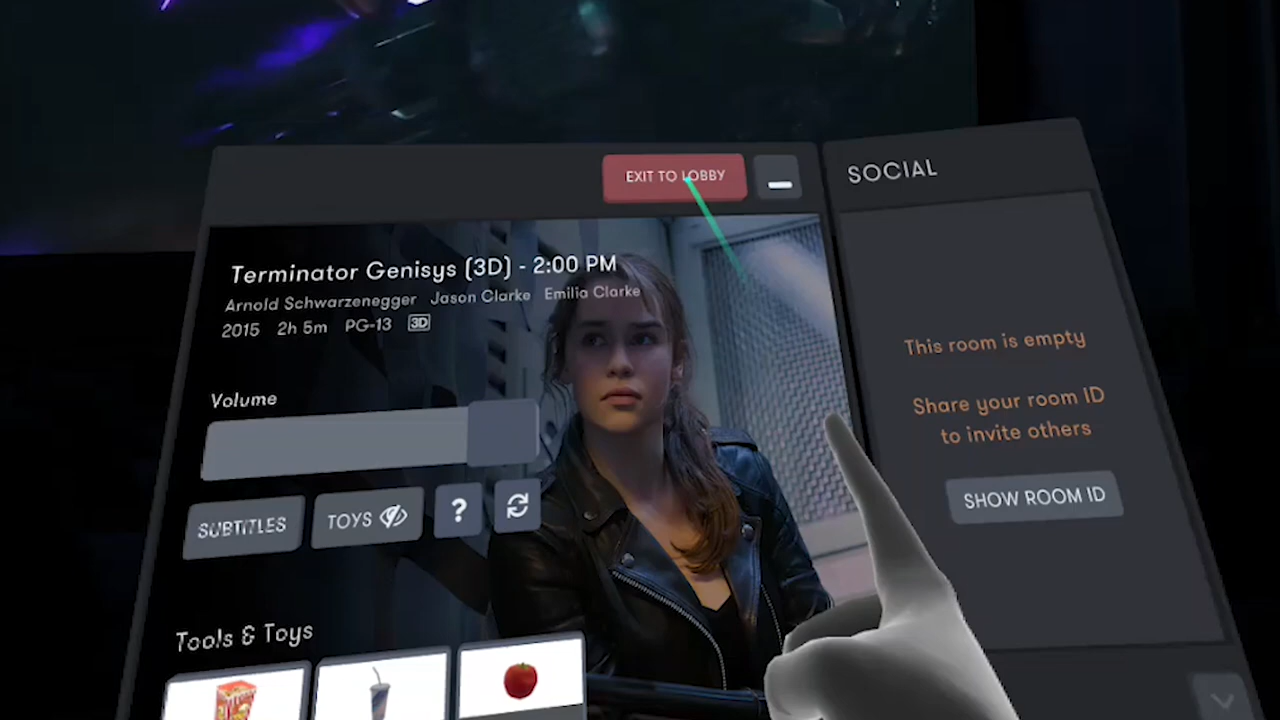 EXIT TO LOBBY
SOCIAL
Terminator Genisys (3D) - 2:00 PM
Arnold Schwarzenegger Jason Clarke Emilia Clarke
2015 2h 5m PG-13 3D
Volume
SUBTITLES TOYS ?
Tools & Toys
This room is empty
Share your room ID
to invite others
SHOW ROOM ID